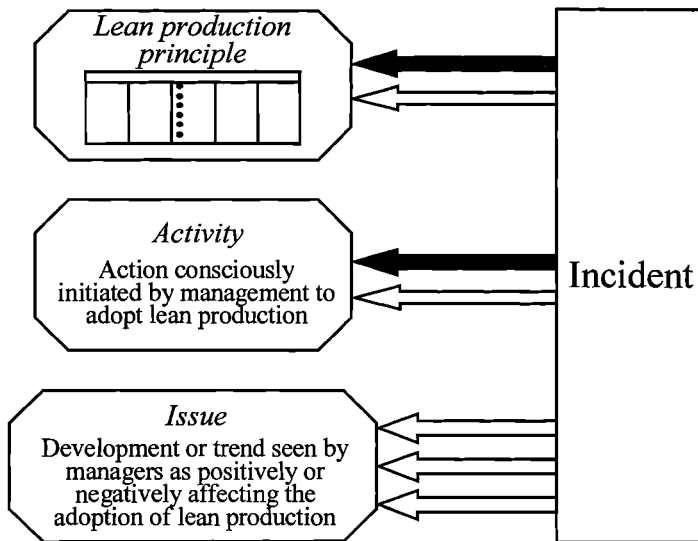 Lean production
principle
Activity
Action consciously
initiated by management to
adopt lean production
Incident
Issue
Development or trend seen by
managers as positively or
negatively affecting the
adoption of lean production